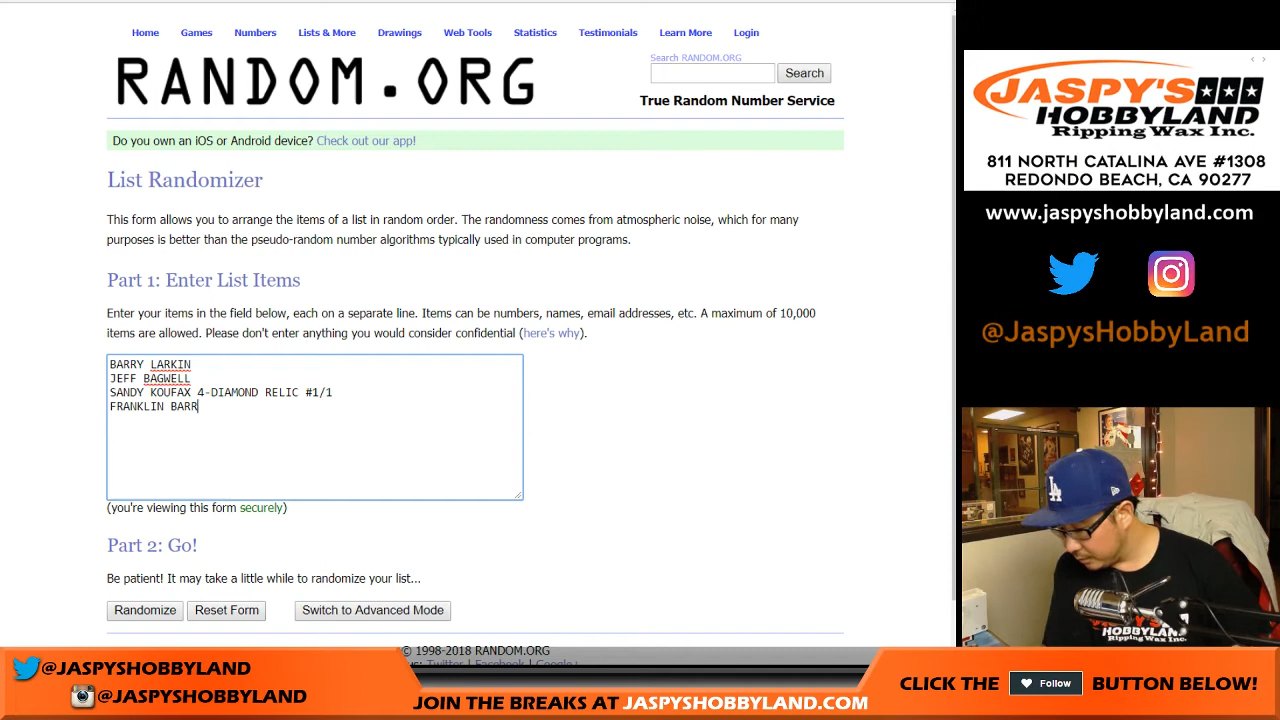 Home Games Numbers Lists & More Drawings Web Tools Statistics Testimonials Learn More Login
RANDOM.ORG
Search RANDOM.ORG
Search
True Random Number Service
Do you own an iOS or Android device? Check out our app!
List Randomizer
This form allows you to arrange the items of a list in random order. The randomness comes from atmospheric noise, which for many
purposes is better than the pseudo-random number algorithms typically used in computer programs.
Part 1: Enter List Items
Enter your items in the field below, each on a separate line. Items can be numbers, names, email addresses, etc. A maximum of 10,000
items are allowed. Please don't enter anything you would consider confidential (here's why).
BARRY LARKIN
JEFF BAGWELL
SANDY KOUFAX 4-DIAMOND RELIC #1/1
FRANKLIN BARR
(you're viewing this form securely)
Part 2: Go!
Be patient! It may take a little while to randomize your list...
Randomize Reset Form Switch to Advanced Mode
© 1998-2018 RANDOM.ORG
Twitter | Facebook | Google+
JASPY'S
HOBBYLAND
Ripping Wax Inc.
811 NORTH CATALINA AVE #1308
REDONDO BEACH, CA 90277
www.jaspyshobbyland.com
@JaspysHobbyLand
LA
JASPY'S
HOBBYLAND
Ripping Wax Inc.
@JASPYSHOBBYLAND
@JASPYSHOBBYLAND
JOIN THE BREAKS AT JASPYSHOBBYLAND.COM
CLICK THE Follow BUTTON BELOW!